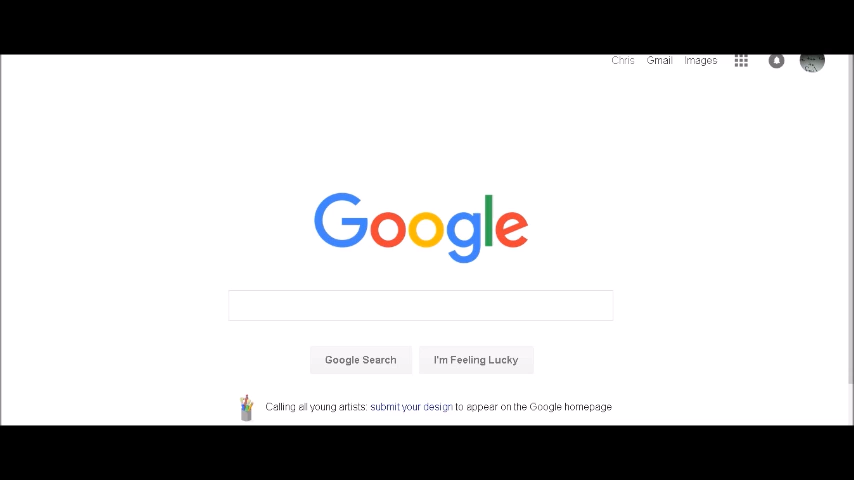 Chris Gmail Images
Google
Google Search I'm Feeling Lucky
Calling all young artists: submit your design to appear on the Google homepage